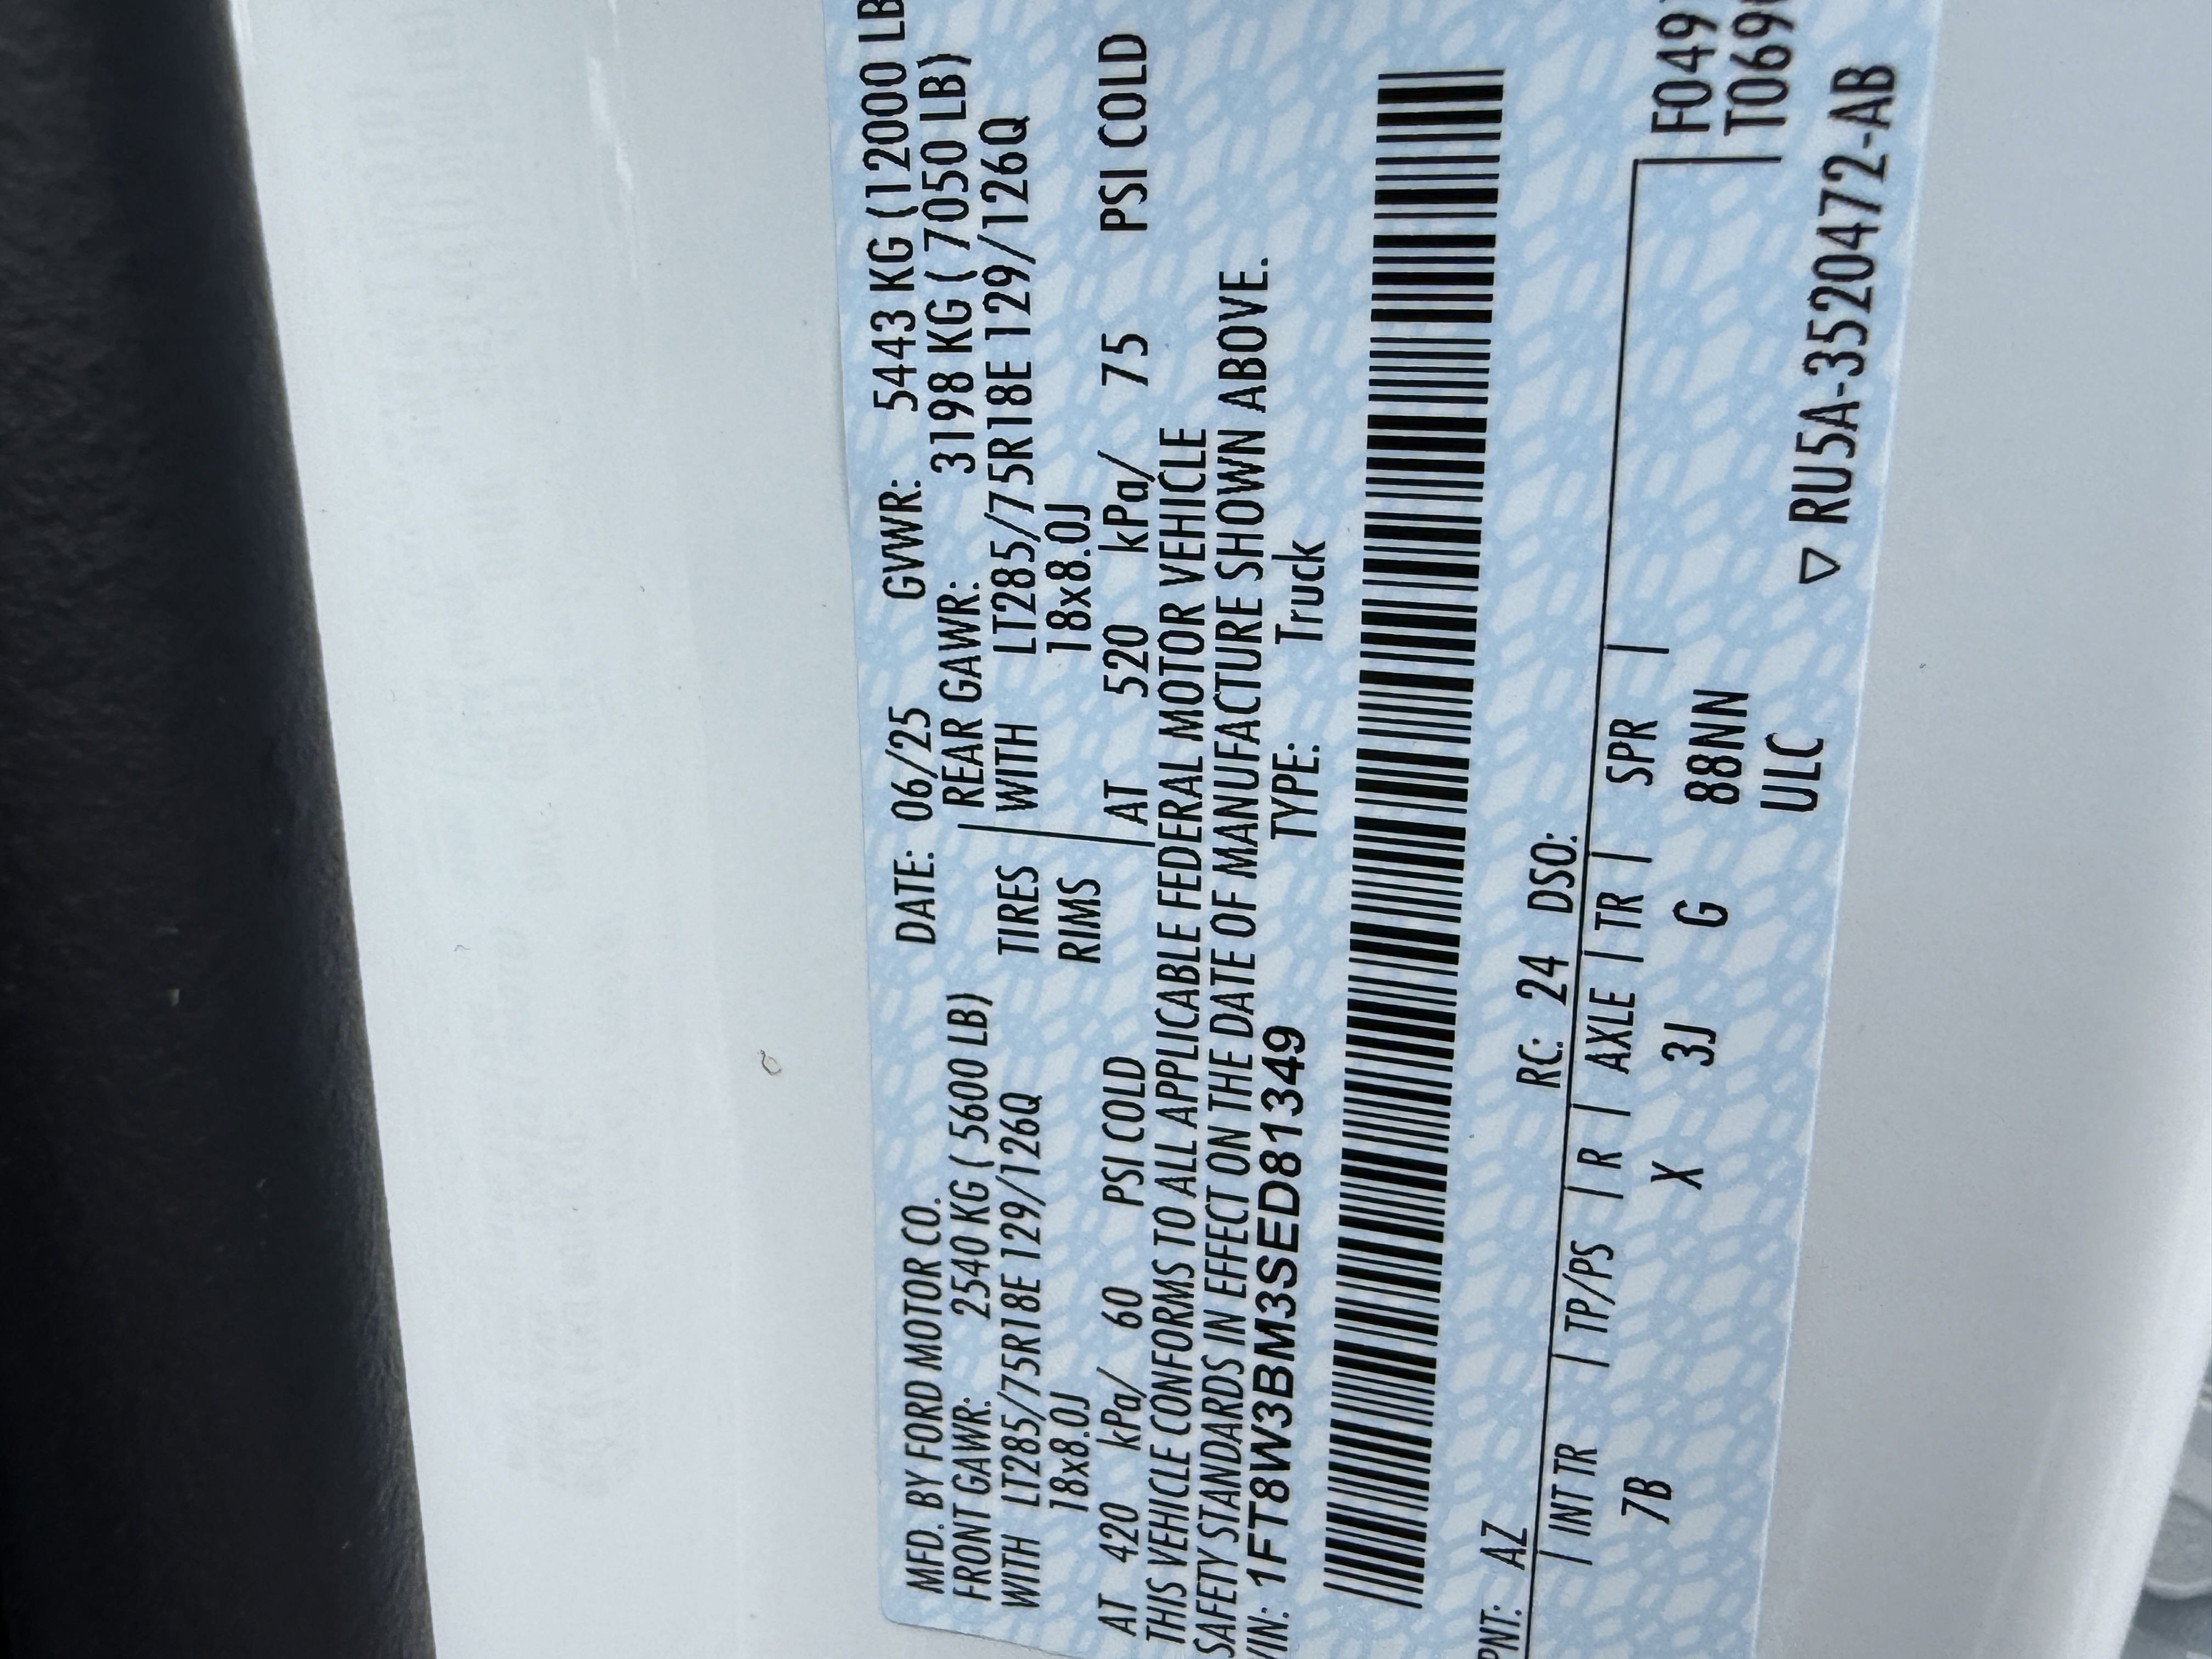 MFD. BY FORD MOTOR CO. DATE: 06/25 GVWR: 5443 KG (12000 LB
FRONT GAWR: 2540 KG ( 5600 LB) REAR GAWR: 3198 KG ( 7050 LB)
WITH LT285/75R18E 129/126Q TIRES WITH LT285/75R18E 129/126Q
18x8.0J RIMS 18x8.0J
AT 420 kPa/ 60 PSI COLD AT 520 kPa/ 75 PSI COLD
THIS VEHICLE CONFORMS TO ALL APPLICABLE FEDERAL MOTOR VEHICLE
SAFETY STANDARDS IN EFFECT ON THE DATE OF MANUFACTURE SHOWN ABOVE.
VIN: 1FT8W3BM3SED81349 TYPE: Truck
PNT: AZ RC: 24 DSO:
INT TR TP/PS R AXLE TR SPR F049
7B X 3J G 88NN T069
ULC ▽ RU5A-3520472-AB